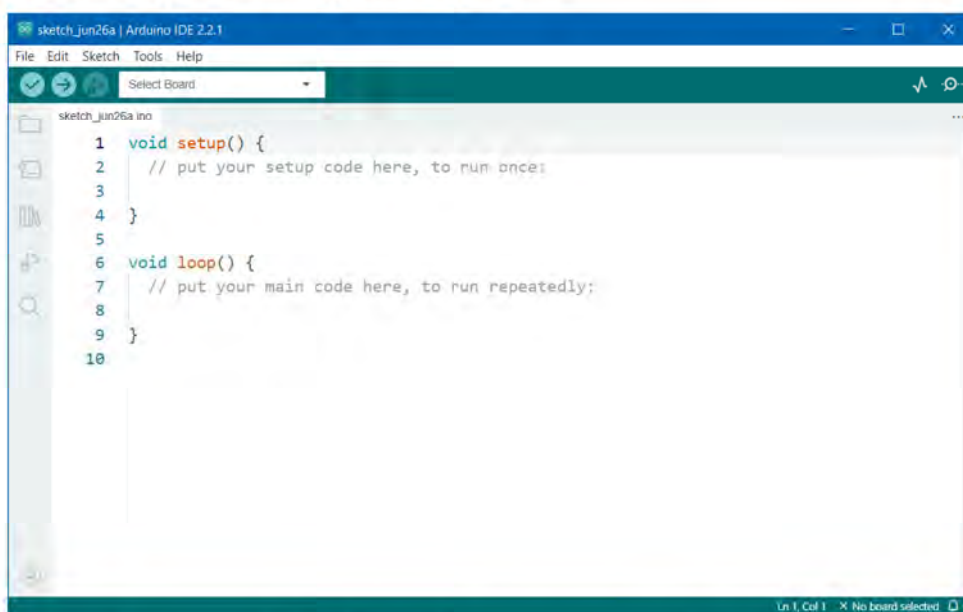 sketch_jun26a | Arduino IDE 2.2.1
File Edit Sketch Tools Help
Select Board
sketch_jun26a.ino
1 void setup() {
2 // put your setup code here, to run once:
3
4 }
5
6 void loop() {
7 // put your main code here, to run repeatedly:
8
9 }
10
Ln 1, Col 1 X No board selected